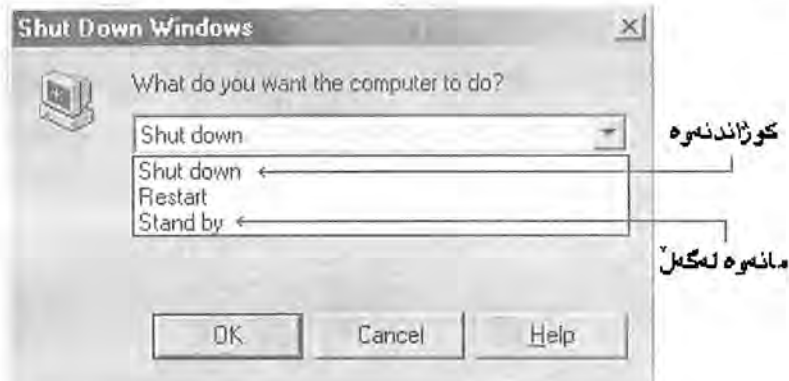 Shut Down Windows
What do you want the computer to do?
Shut down
کوژاندنەوە
Shut down
Restart
Stand by
مانەوە لەگەڵ
OK
Cancel
Help